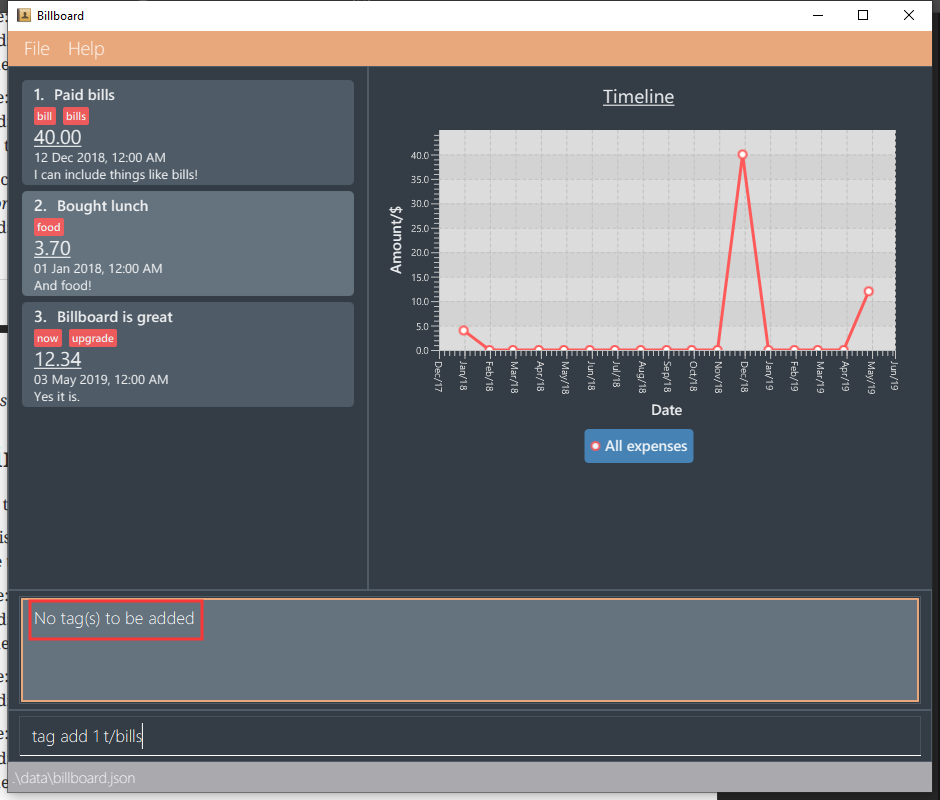 Billboard
File Help
1. Paid bills
bill bills
40.00
12 Dec 2018, 12:00 AM
I can include things like bills!
2. Bought lunch
food
3.70
01 Jan 2018, 12:00 AM
And food!
3. Billboard is great
now upgrade
12.34
03 May 2019, 12:00 AM
Yes it is.
Timeline
Amount/$
40.0
35.0
30.0
25.0
20.0
15.0
10.0
5.0
0.0
Dec/17 Jan/18 Feb/18 Mar/18 Apr/18 May/18 Jun/18 Jul/18 Aug/18 Sep/18 Oct/18 Nov/18 Dec/18 Jan/19 Feb/19 Mar/19 Apr/19 May/19 Jun/19
Date
All expenses
No tag(s) to be added
tag add 1 t/bills
.\data\billboard.json